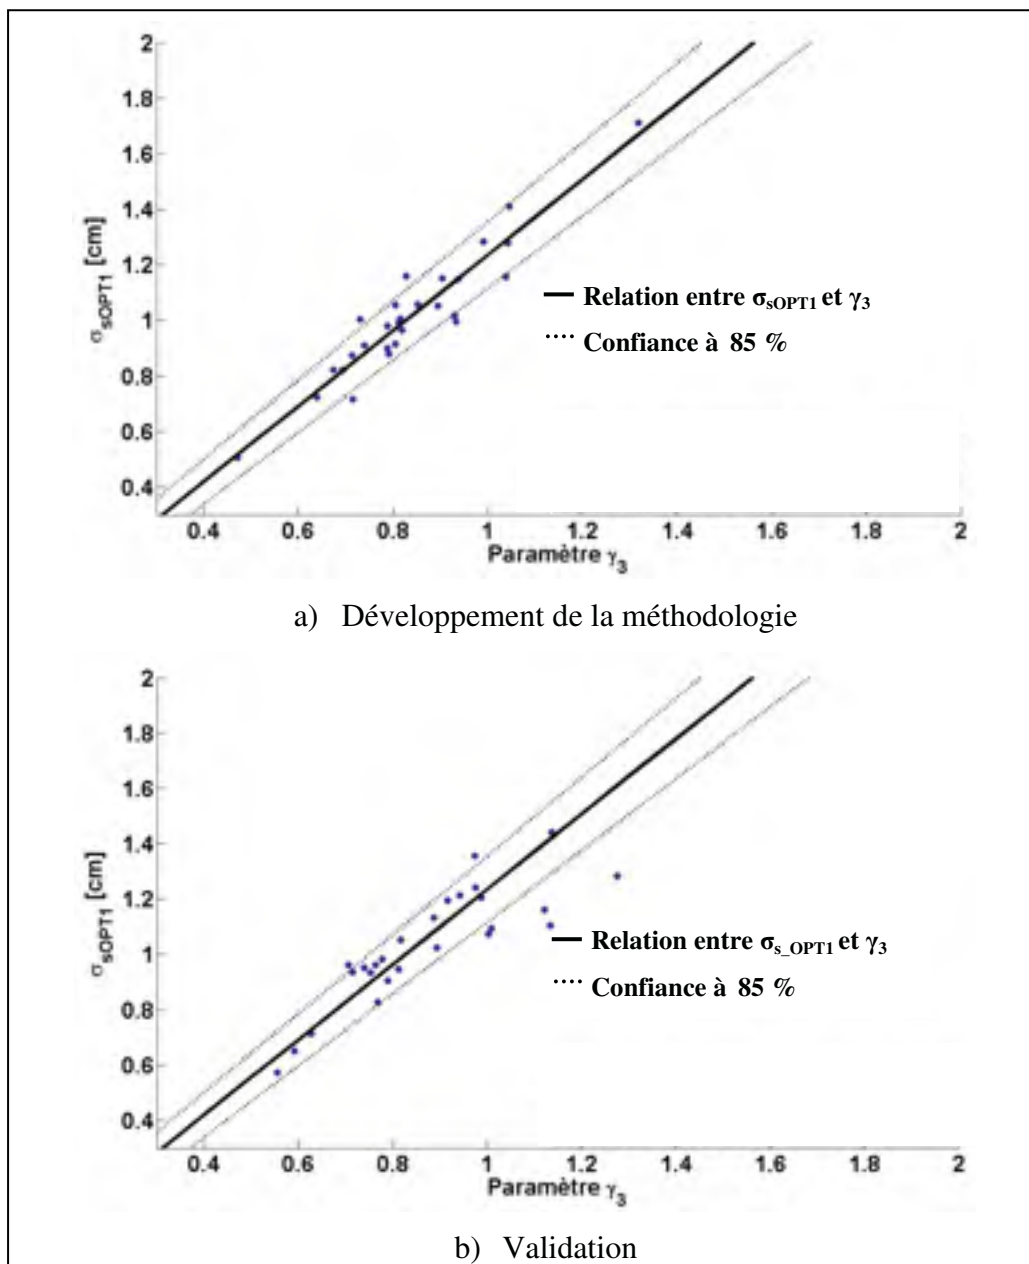 2
1.8
1.6
1.4
1.2
1
0.8
0.6
0.4
σsOPT1 [cm]
Relation entre σsOPT1 et γ3
Confiance à 85 %
0.4 0.6 0.8 1 1.2 1.4 1.6 1.8 2
Paramètre γ3
a) Développement de la méthodologie
2
1.8
1.6
1.4
1.2
1
0.8
0.6
0.4
σsOPT1 [cm]
Relation entre σs_OPT1 et γ3
Confiance à 85 %
0.4 0.6 0.8 1 1.2 1.4 1.6 1.8 2
Paramètre γ3
b) Validation